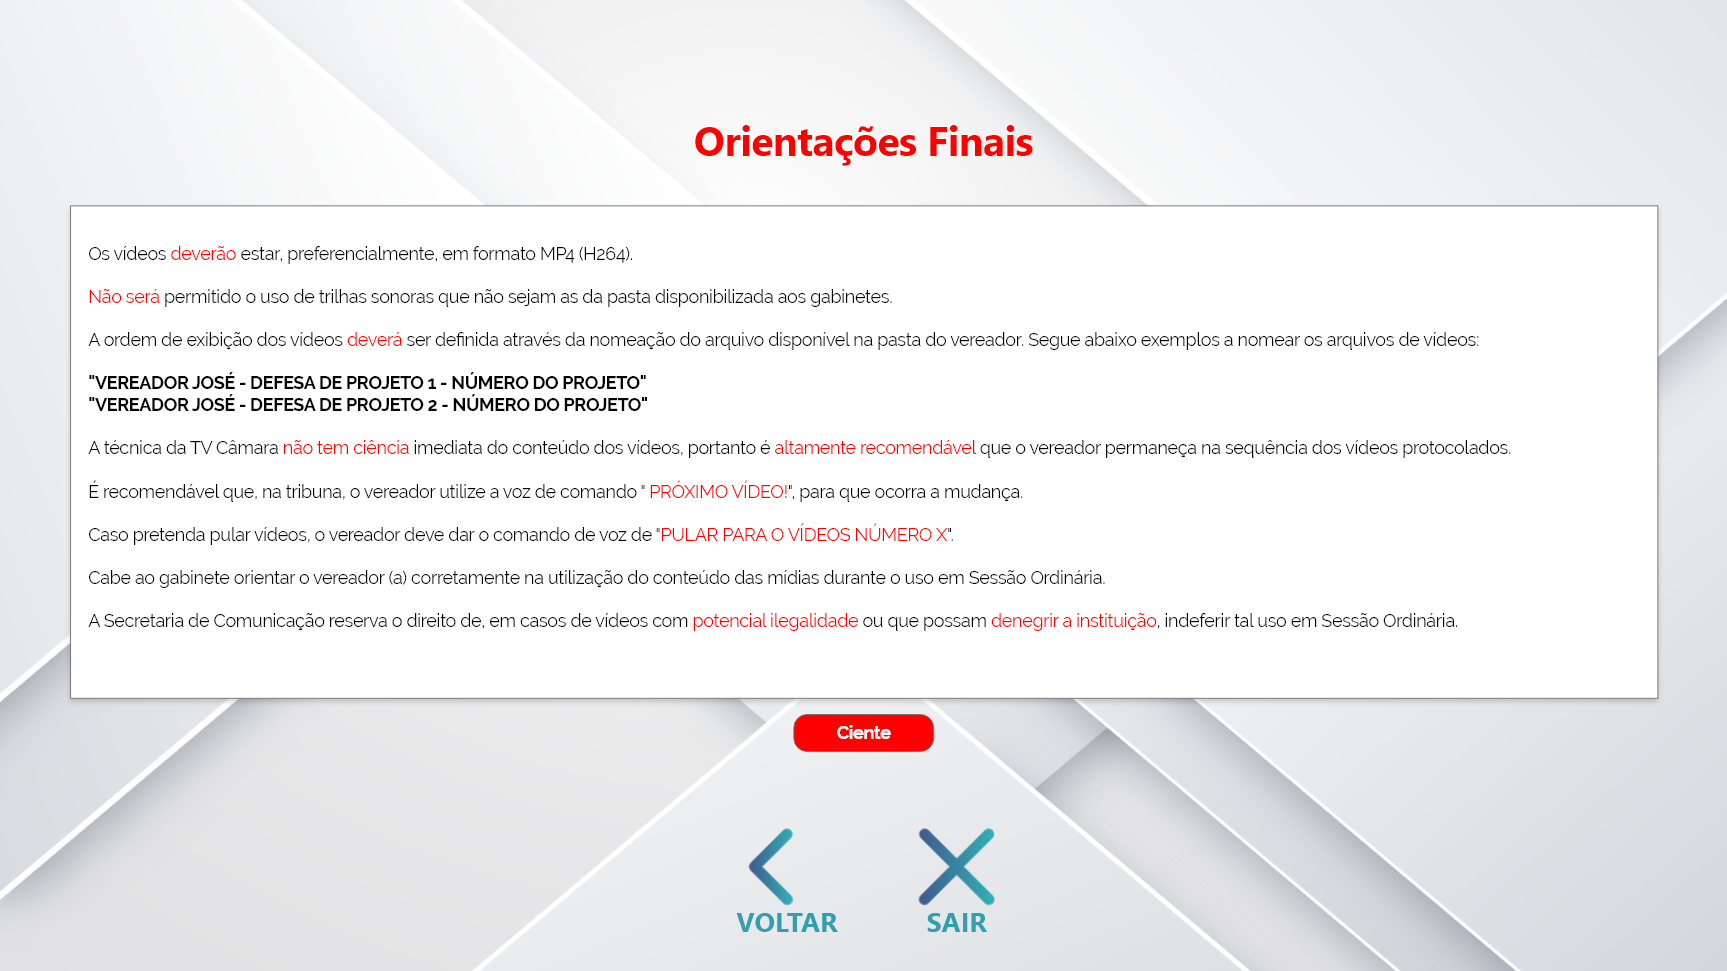 Orientações Finais
Os vídeos deverão estar, preferencialmente, em formato MP4 (H264).
Não será permitido o uso de trilhas sonoras que não sejam as da pasta disponibilizada aos gabinetes.
A ordem de exibição dos vídeos deverá ser definida através da nomeação do arquivo disponível na pasta do vereador. Segue abaixo exemplos a nomear os arquivos de vídeos:
"VEREADOR JOSÉ - DEFESA DE PROJETO 1 - NÚMERO DO PROJETO"
"VEREADOR JOSÉ - DEFESA DE PROJETO 2 - NÚMERO DO PROJETO"
A técnica da TV Câmara não tem ciência imediata do conteúdo dos vídeos, portanto é altamente recomendável que o vereador permaneça na sequência dos vídeos protocolados.
É recomendável que, na tribuna, o vereador utilize a voz de comando " PRÓXIMO VÍDEO!", para que ocorra a mudança.
Caso pretenda pular vídeos, o vereador deve dar o comando de voz de "PULAR PARA O VÍDEOS NÚMERO X".
Cabe ao gabinete orientar o vereador (a) corretamente na utilização do conteúdo das mídias durante o uso em Sessão Ordinária.
A Secretaria de Comunicação reserva o direito de, em casos de vídeos com potencial ilegalidade ou que possam denegrir a instituição, indeferir tal uso em Sessão Ordinária.
Ciente
VOLTAR
SAIR